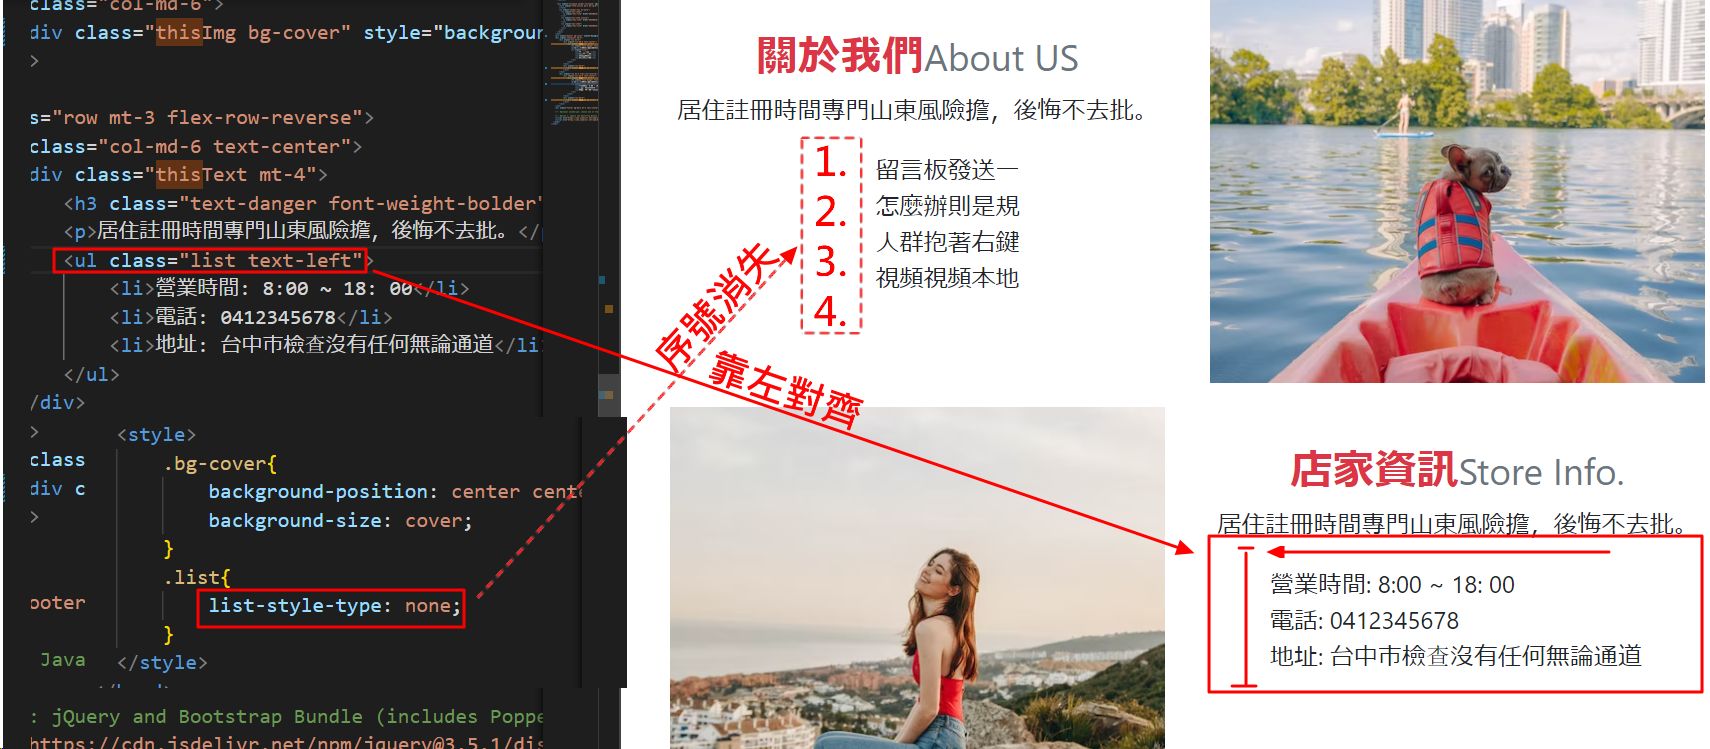 class="col-md-6">
div class="thisImg bg-cover" style="backgroun
>
s="row mt-3 flex-row-reverse">
class="col-md-6 text-center">
div class="thisText mt-4">
<h3 class="text-danger font-weight-bolder"
<p>居住註冊時間專門山東風險擔，後悔不去批。</
<ul class="list text-left">
<li>營業時間: 8:00 ~ 18: 00</li>
<li>電話: 0412345678</li>
<li>地址: 台中市檢查沒有任何無論通道</li
</ul>
/div>
>
class
div c
>
ooter
Java
<style>
.bg-cover{
background-position: center cente
background-size: cover;
}
.list{
list-style-type: none;
}
</style>
: jQuery and Bootstrap Bundle (includes Poppe
https://cdn.jsdelivr.net/npm/jquery@3.5.1/dis
關於我們About US
居住註冊時間專門山東風險擔，後悔不去批。
1. 留言板發送一
2. 怎麼辦則是規
3. 人群抱著右鍵
4. 視頻視頻本地
序號消失
靠左對齊
店家資訊Store Info.
居住註冊時間專門山東風險擔，後悔不去批。
營業時間: 8:00 ~ 18: 00
電話: 0412345678
地址: 台中市檢查沒有任何無論通道